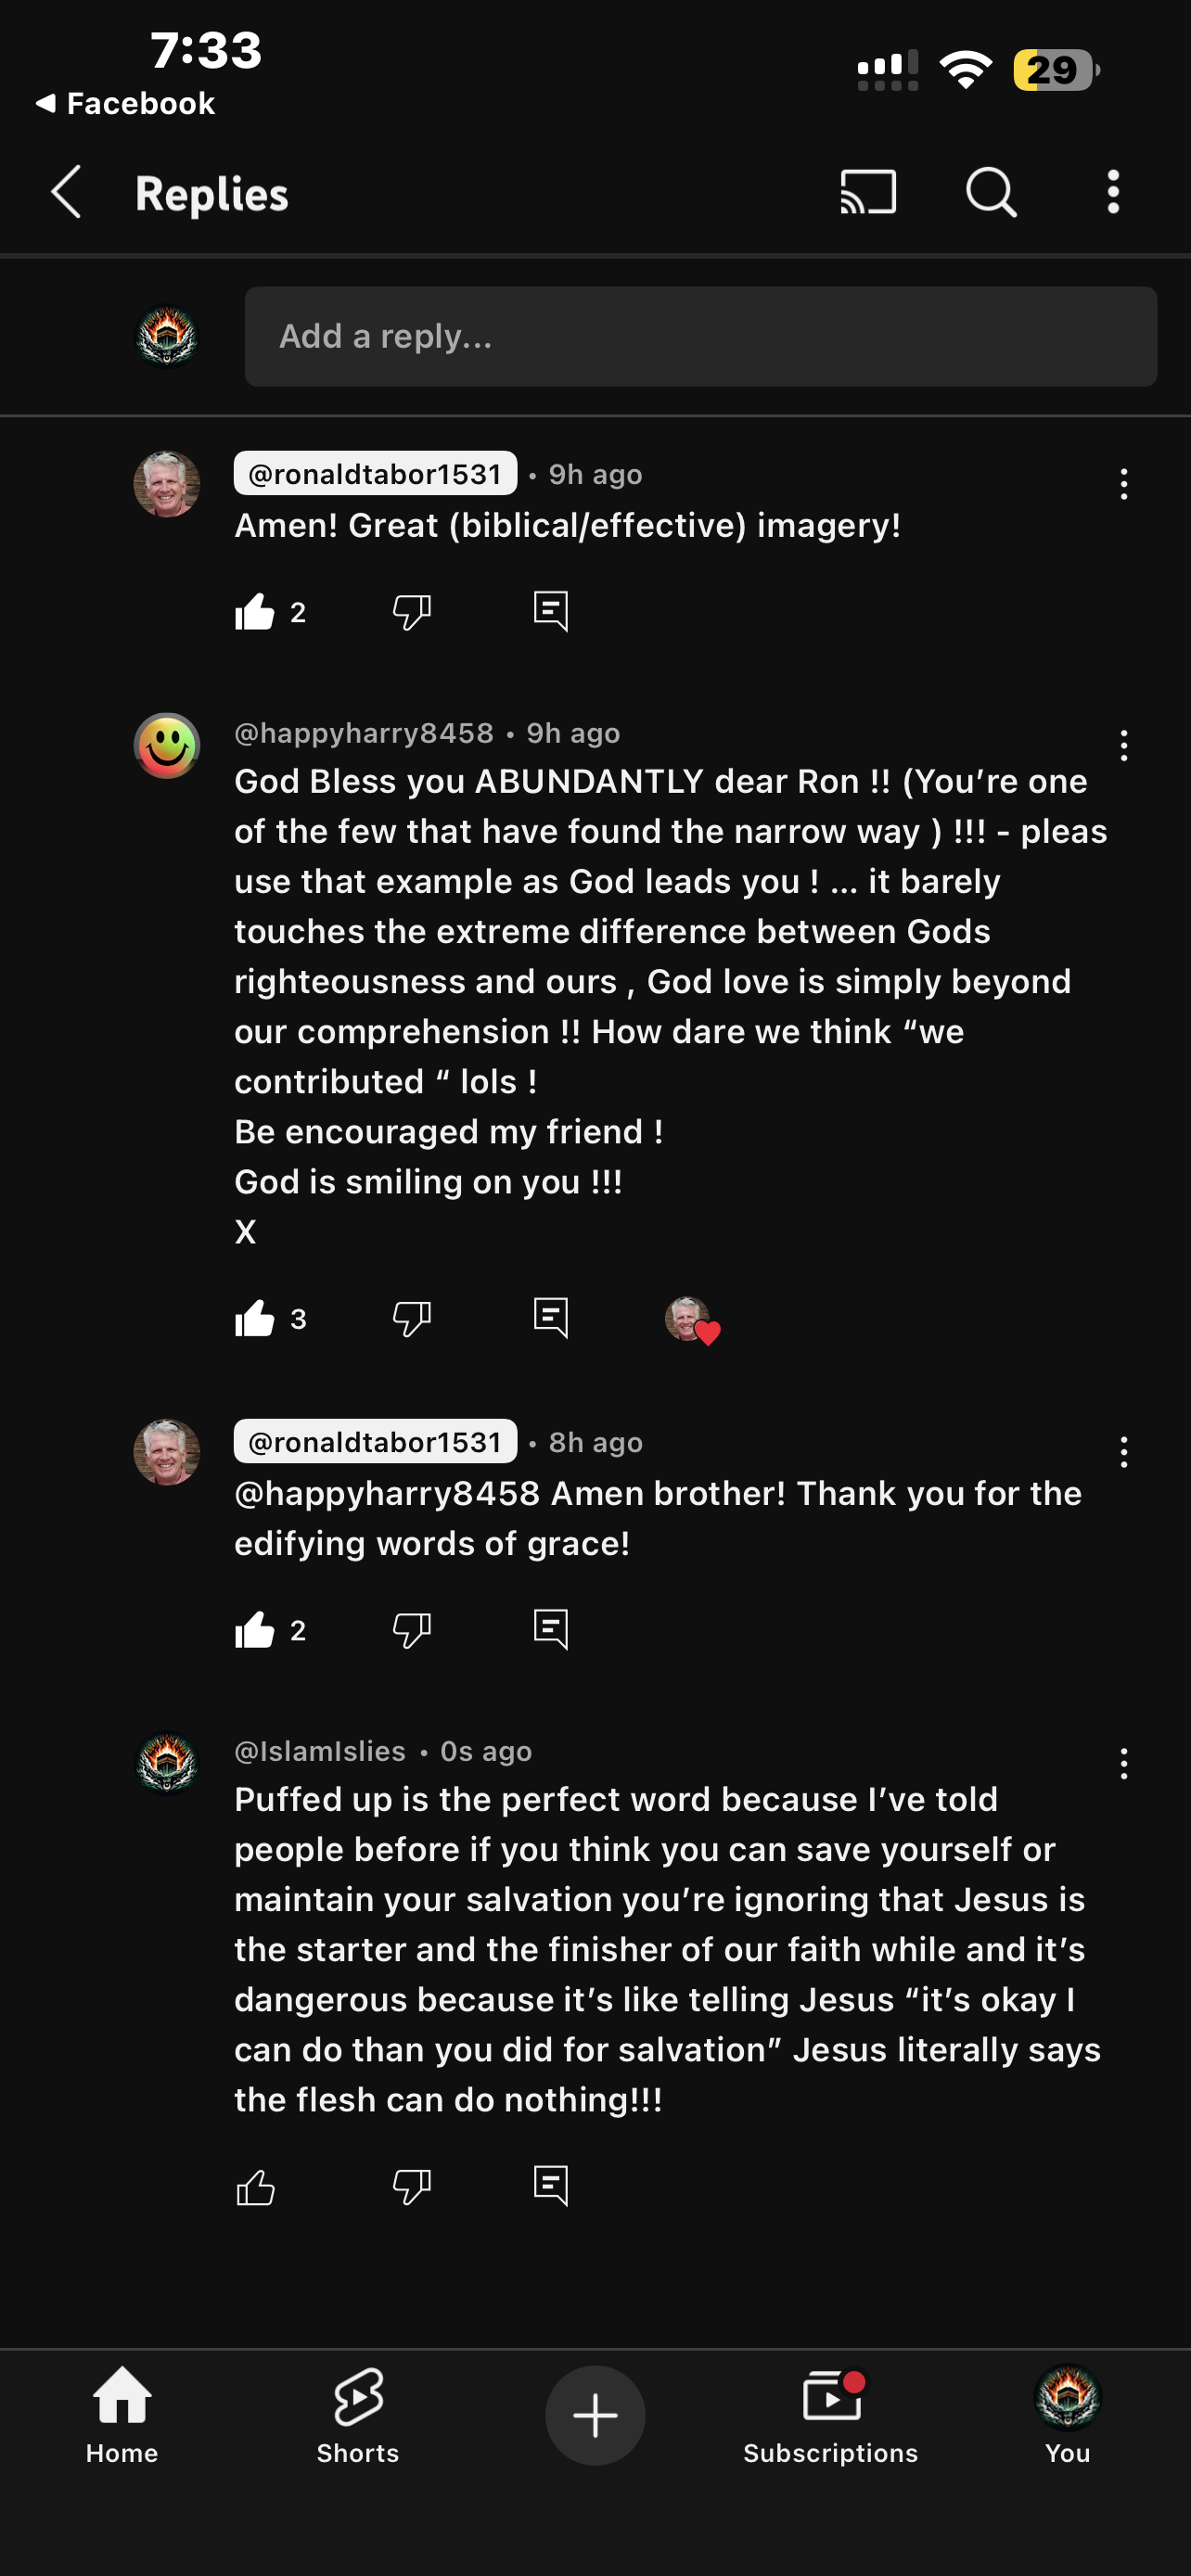 7:33
29
Facebook
Replies
Add a reply...
@ronaldtabor1531 • 9h ago
Amen! Great (biblical/effective) imagery!
2
@happyharry8458 • 9h ago
God Bless you ABUNDANTLY dear Ron !! (You’re one
of the few that have found the narrow way ) !!! - pleas
use that example as God leads you ! ... it barely
touches the extreme difference between Gods
righteousness and ours , God love is simply beyond
our comprehension !! How dare we think “we
contributed “ lols !
Be encouraged my friend !
God is smiling on you !!!
X
3
@ronaldtabor1531 • 8h ago
@happyharry8458 Amen brother! Thank you for the
edifying words of grace!
2
@IslamIslies • 0s ago
Puffed up is the perfect word because I’ve told
people before if you think you can save yourself or
maintain your salvation you’re ignoring that Jesus is
the starter and the finisher of our faith while and it’s
dangerous because it’s like telling Jesus “it’s okay I
can do than you did for salvation” Jesus literally says
the flesh can do nothing!!!
Home
Shorts
Subscriptions
You